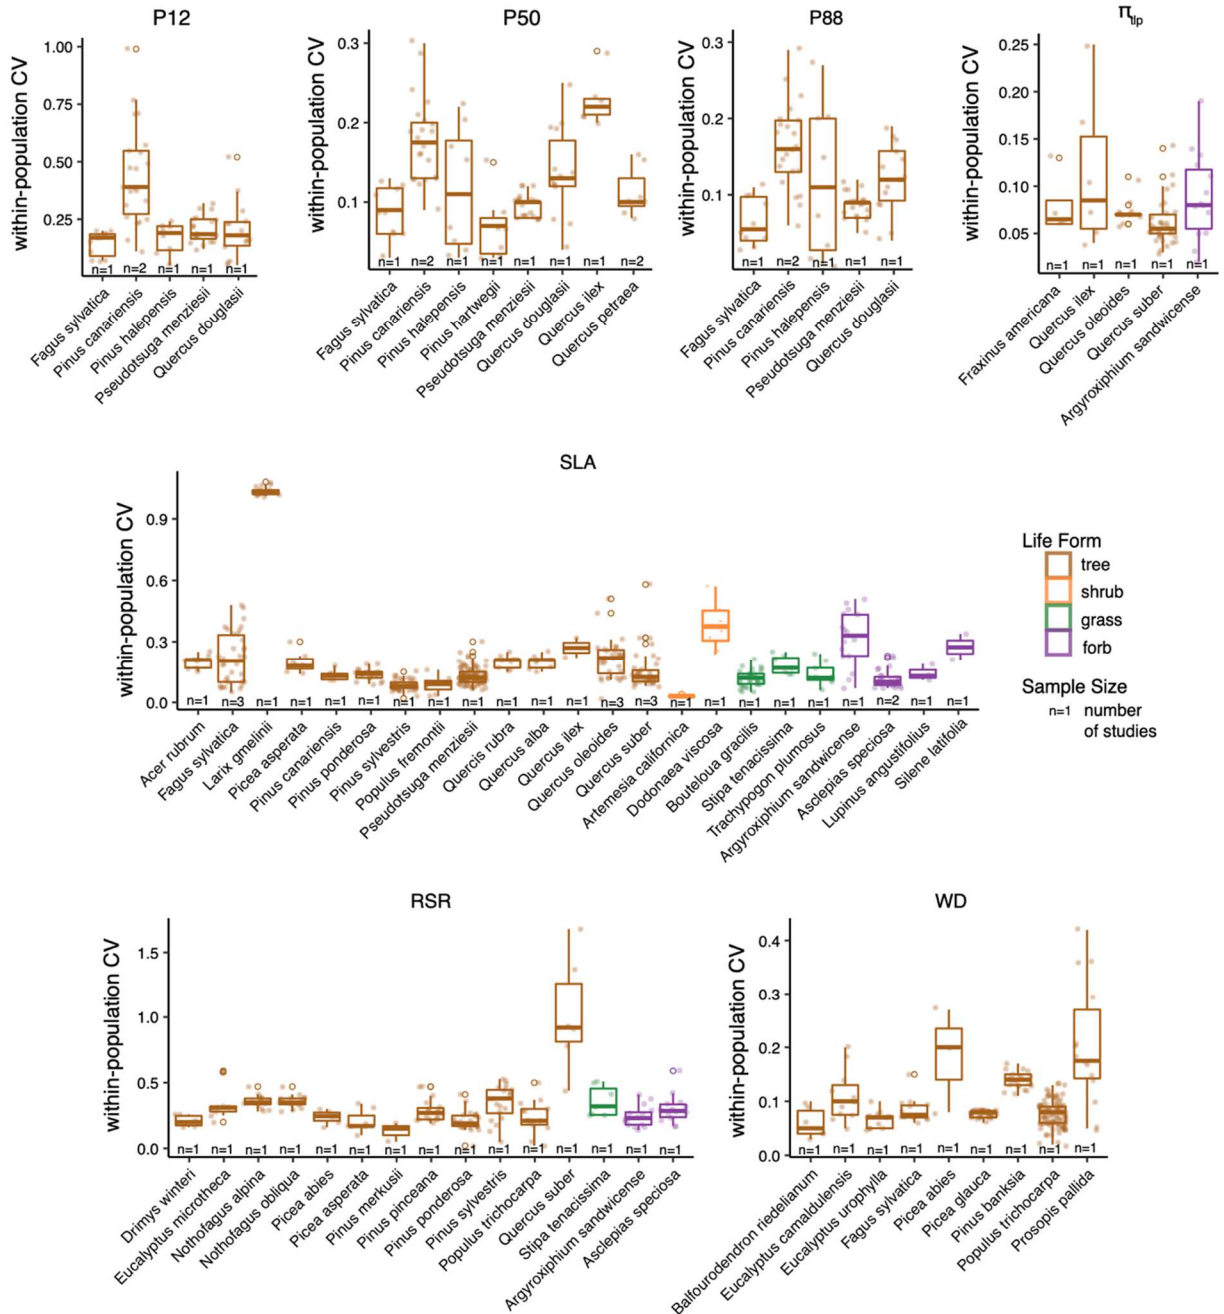 P12
within-population CV
1.00
0.75
0.50
0.25
n=1 n=2 n=1 n=1 n=1
Fagus sylvatica
Pinus canariensis
Pinus halepensis
Pseudotsuga menziesii
Quercus douglasii
P50
within-population CV
0.3
0.2
0.1
n=1 n=2 n=1 n=1 n=1 n=1 n=1 n=2
Fagus sylvatica
Pinus canariensis
Pinus halepensis
Pinus hartwegii
Pseudotsuga menziesii
Quercus douglasii
Quercus ilex
Quercus petraea
P88
within-population CV
0.3
0.2
0.1
n=1 n=2 n=1 n=1 n=1
Fagus sylvatica
Pinus canariensis
Pinus halepensis
Pseudotsuga menziesii
Quercus douglasii
πtlp
within-population CV
0.25
0.20
0.15
0.10
0.05
n=1 n=1 n=1 n=1 n=1
Fraxinus americana
Quercus ilex
Quercus oleoides
Quercus suber
Argyroxiphium sandwicense
SLA
within-population CV
0.9
0.6
0.3
0.0
n=1 n=3 n=1 n=1 n=1 n=1 n=1 n=1 n=1 n=1 n=1 n=1 n=3 n=3 n=1 n=1 n=1 n=1 n=1 n=1 n=2 n=1 n=1
Acer rubrum
Fagus sylvatica
Larix gmelinii
Picea asperata
Pinus canariensis
Pinus ponderosa
Pinus sylvestris
Populus fremontii
Pseudotsuga menziesii
Quercis rubra
Quercus alba
Quercus ilex
Quercus oleoides
Quercus suber
Artemesia californica
Dodonaea viscosa
Bouteloua gracilis
Stipa tenacissima
Trachypogon plumosus
Argyroxiphium sandwicense
Asclepias speciosa
Lupinus angustifolius
Silene latifolia
Life Form
tree
shrub
grass
forb
Sample Size
n=1 number
of studies
RSR
within-population CV
1.5
1.0
0.5
0.0
n=1 n=1 n=1 n=1 n=1 n=1 n=1 n=1 n=1 n=1 n=1 n=1 n=1 n=1 n=1
Drimys winteri
Eucalyptus microtheca
Nothofagus alpina
Nothofagus obliqua
Picea abies
Picea asperata
Pinus merkusii
Pinus pinceana
Pinus ponderosa
Pinus sylvestris
Populus trichocarpa
Quercus suber
Stipa tenacissima
Argyroxiphium sandwicense
Asclepias speciosa
WD
within-population CV
0.4
0.3
0.2
0.1
0.0
n=1 n=1 n=1 n=1 n=1 n=1 n=1 n=1 n=1
Balfourodendron riedelianum
Eucalyptus camaldulensis
Eucalyptus urophylla
Fagus sylvatica
Picea abies
Picea glauca
Pinus banksia
Populus trichocarpa
Prosopis pallida